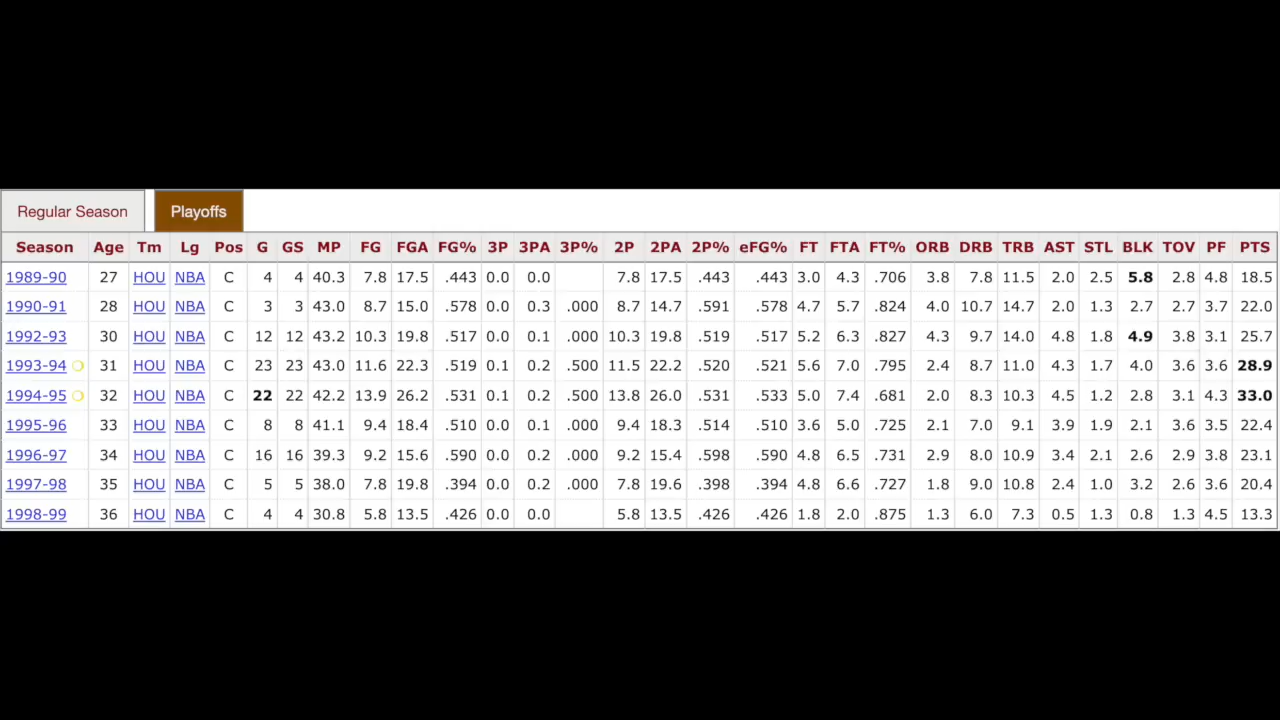 Regular Season Playoffs
Season Age Tm Lg Pos G GS MP FG FGA FG% 3P 3PA 3P% 2P 2PA 2P% eFG% FT FTA FT% ORB DRB TRB AST STL BLK TOV PF PTS
1989-90 27 HOU NBA C 4 4 40.3 7.8 17.5 .443 0.0 0.0 7.8 17.5 .443 .443 3.0 4.3 .706 3.8 7.8 11.5 2.0 2.5 5.8 2.8 4.8 18.5
1990-91 28 HOU NBA C 3 3 43.0 8.7 15.0 .578 0.0 0.3 .000 8.7 14.7 .591 .578 4.7 5.7 .824 4.0 10.7 14.7 2.0 1.3 2.7 2.7 3.7 22.0
1992-93 30 HOU NBA C 12 12 43.2 10.3 19.8 .517 0.0 0.1 .000 10.3 19.8 .519 .517 5.2 6.3 .827 4.3 9.7 14.0 4.8 1.8 4.9 3.8 3.1 25.7
1993-94 31 HOU NBA C 23 23 43.0 11.6 22.3 .519 0.1 0.2 .500 11.5 22.2 .520 .521 5.6 7.0 .795 2.4 8.7 11.0 4.3 1.7 4.0 3.6 3.6 28.9
1994-95 32 HOU NBA C 22 22 42.2 13.9 26.2 .531 0.1 0.2 .500 13.8 26.0 .531 .533 5.0 7.4 .681 2.0 8.3 10.3 4.5 1.2 2.8 3.1 4.3 33.0
1995-96 33 HOU NBA C 8 8 41.1 9.4 18.4 .510 0.0 0.1 .000 9.4 18.3 .514 .510 3.6 5.0 .725 2.1 7.0 9.1 3.9 1.9 2.1 3.6 3.5 22.4
1996-97 34 HOU NBA C 16 16 39.3 9.2 15.6 .590 0.0 0.2 .000 9.2 15.4 .598 .590 4.8 6.5 .731 2.9 8.0 10.9 3.4 2.1 2.6 2.9 3.8 23.1
1997-98 35 HOU NBA C 5 5 38.0 7.8 19.8 .394 0.0 0.2 .000 7.8 19.6 .398 .394 4.8 6.6 .727 1.8 9.0 10.8 2.4 1.0 3.2 2.6 3.6 20.4
1998-99 36 HOU NBA C 4 4 30.8 5.8 13.5 .426 0.0 0.0 5.8 13.5 .426 .426 1.8 2.0 .875 1.3 6.0 7.3 0.5 1.3 0.8 1.3 4.5 13.3